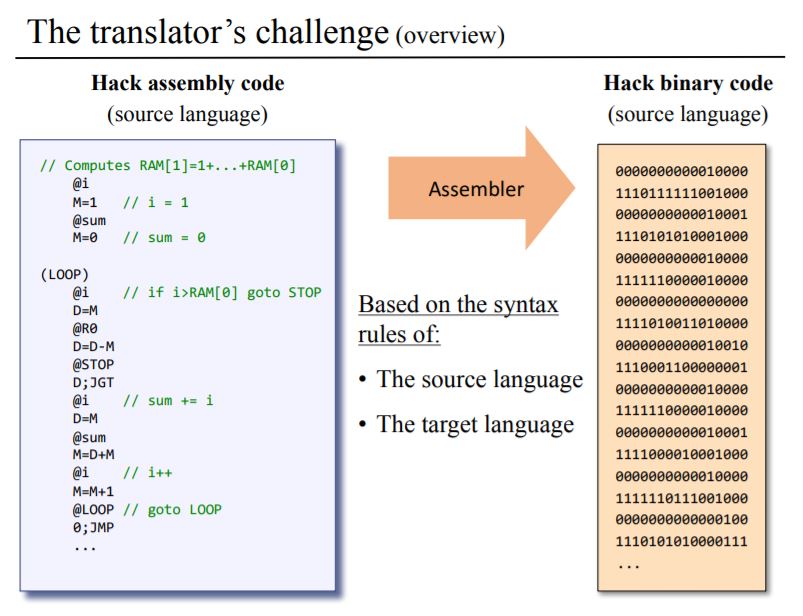 The translator's challenge (overview)
Hack assembly code
(source language)
// Computes RAM[1]=1+...+RAM[0]
@i
M=1 // i = 1
@sum
M=0 // sum = 0
(LOOP)
@i // if i>RAM[0] goto STOP
D=M
@R0
D=D-M
@STOP
D;JGT
@i // sum += i
D=M
@sum
M=D+M
@i // i++
M=M+1
@LOOP // goto LOOP
0;JMP
...
Assembler
Based on the syntax
rules of:
• The source language
• The target language
Hack binary code
(source language)
0000000000010000
1110111111001000
0000000000010001
1110101010001000
0000000000010000
1111110000010000
0000000000000000
1111010011010000
0000000000010010
1110001100000001
0000000000010000
1111110000010000
0000000000010001
1111000010001000
0000000000010000
1111110111001000
0000000000000100
1110101010000111
...